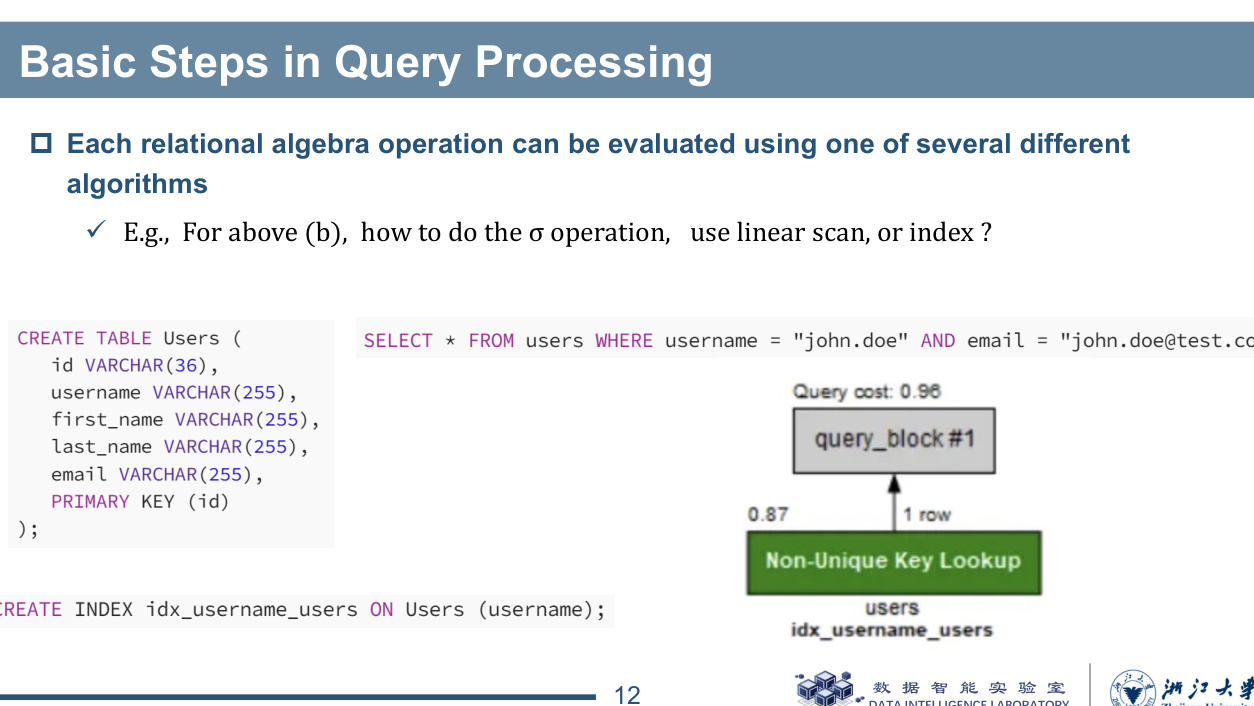 Basic Steps in Query Processing
Each relational algebra operation can be evaluated using one of several different
algorithms
E.g., For above (b), how to do the σ operation, use linear scan, or index ?
CREATE TABLE Users (
id VARCHAR(36),
username VARCHAR(255),
first_name VARCHAR(255),
last_name VARCHAR(255),
email VARCHAR(255),
PRIMARY KEY (id)
);
SELECT * FROM users WHERE username = "john.doe" AND email = "john.doe@test.co
Query cost: 0.96
query_block #1
0.87
1 row
Non-Unique Key Lookup
users
idx_username_users
CREATE INDEX idx_username_users ON Users (username);
12
数据智能实验室
DATA INTELLIGENCE LABORATORY
浙江大学